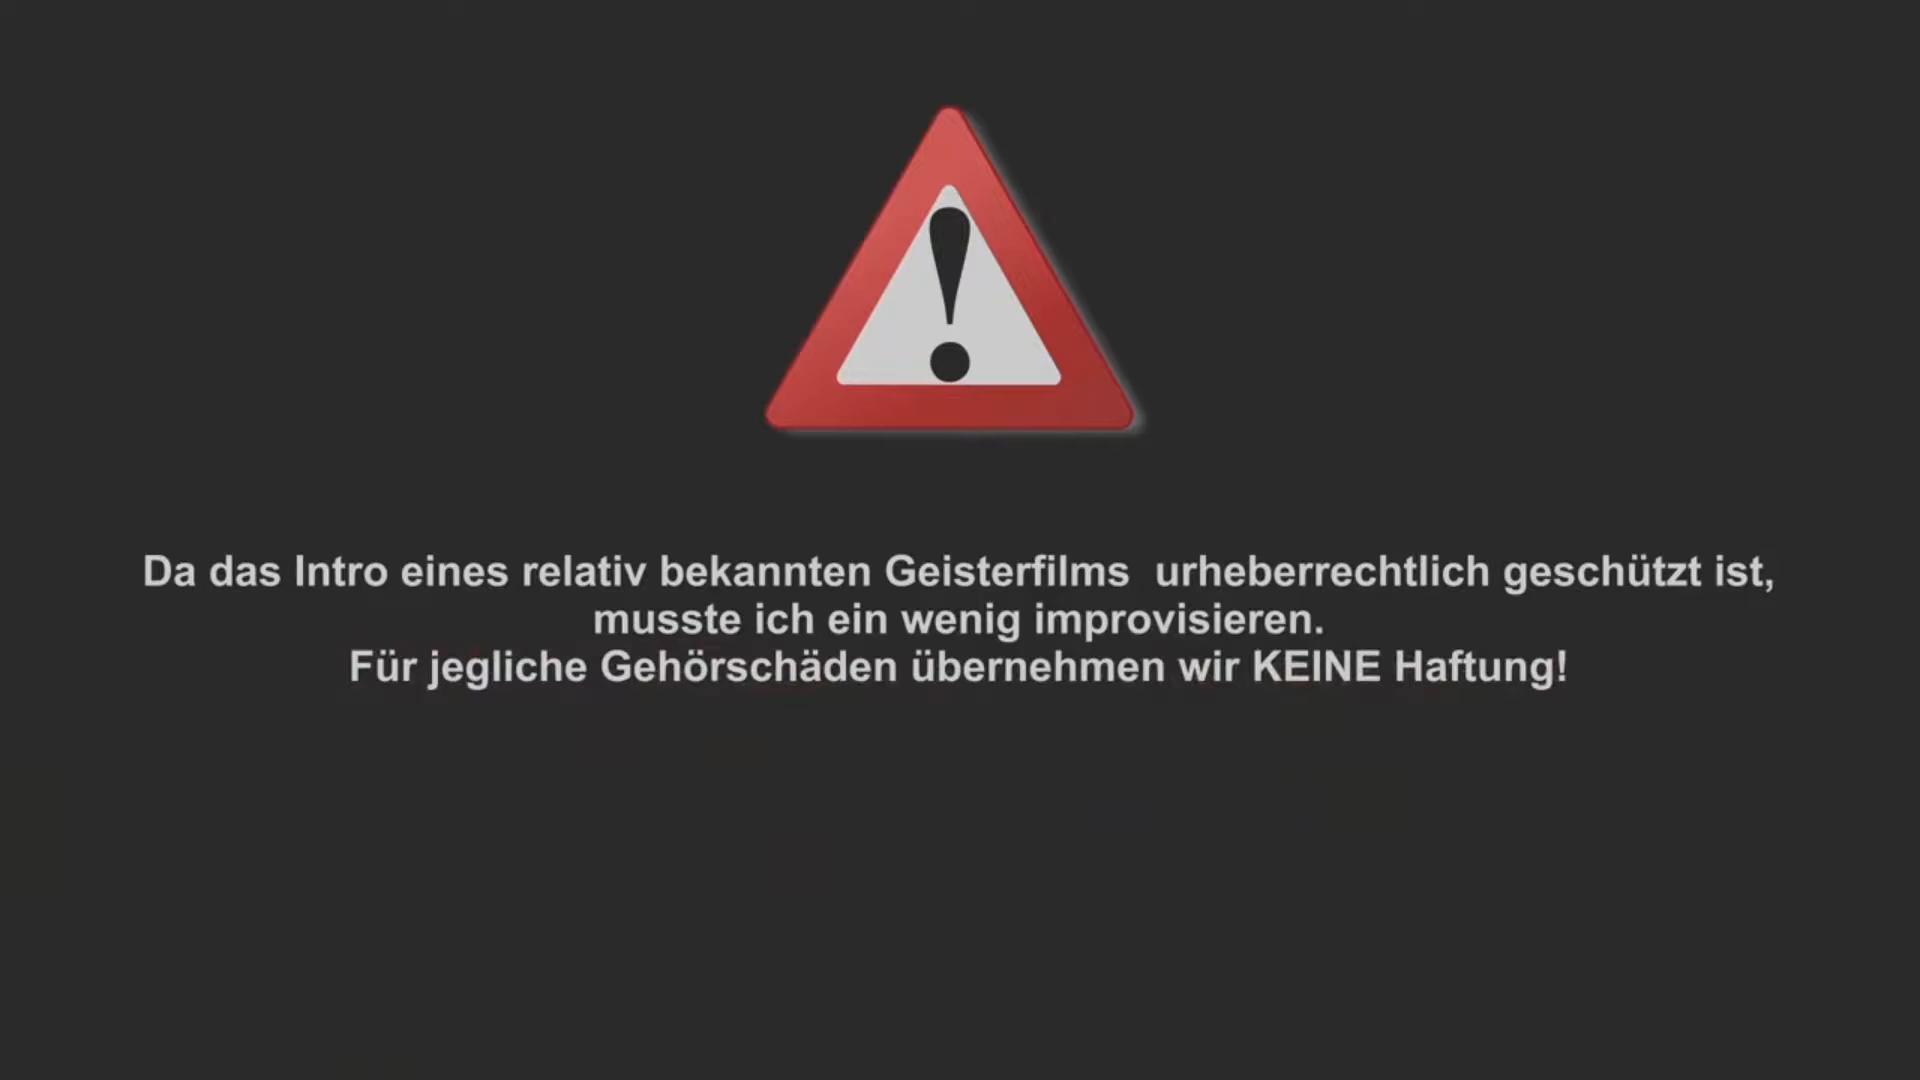 !
Da das Intro eines relativ bekannten Geisterfilms  urheberrechtlich geschützt ist,
musste ich ein wenig improvisieren.
Für jegliche Gehörschäden übernehmen wir KEINE Haftung!